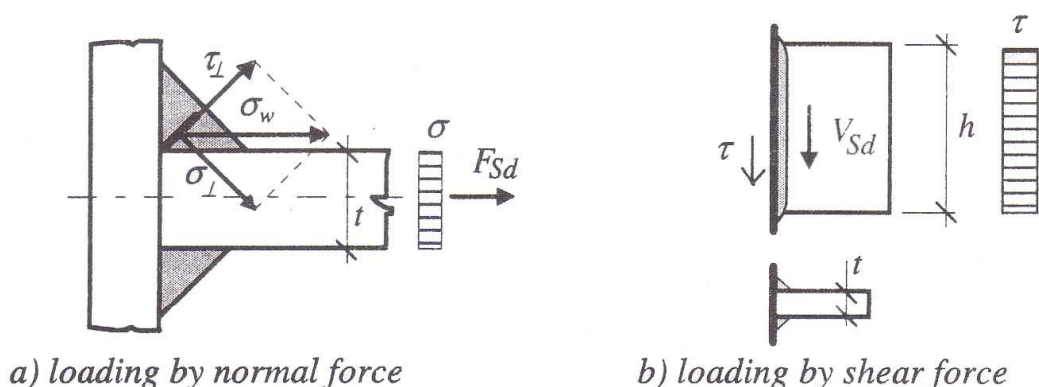 τ⊥
σw
σ⊥
t
σ
FSd
a) loading by normal force
τ
VSd
h
τ
t
b) loading by shear force